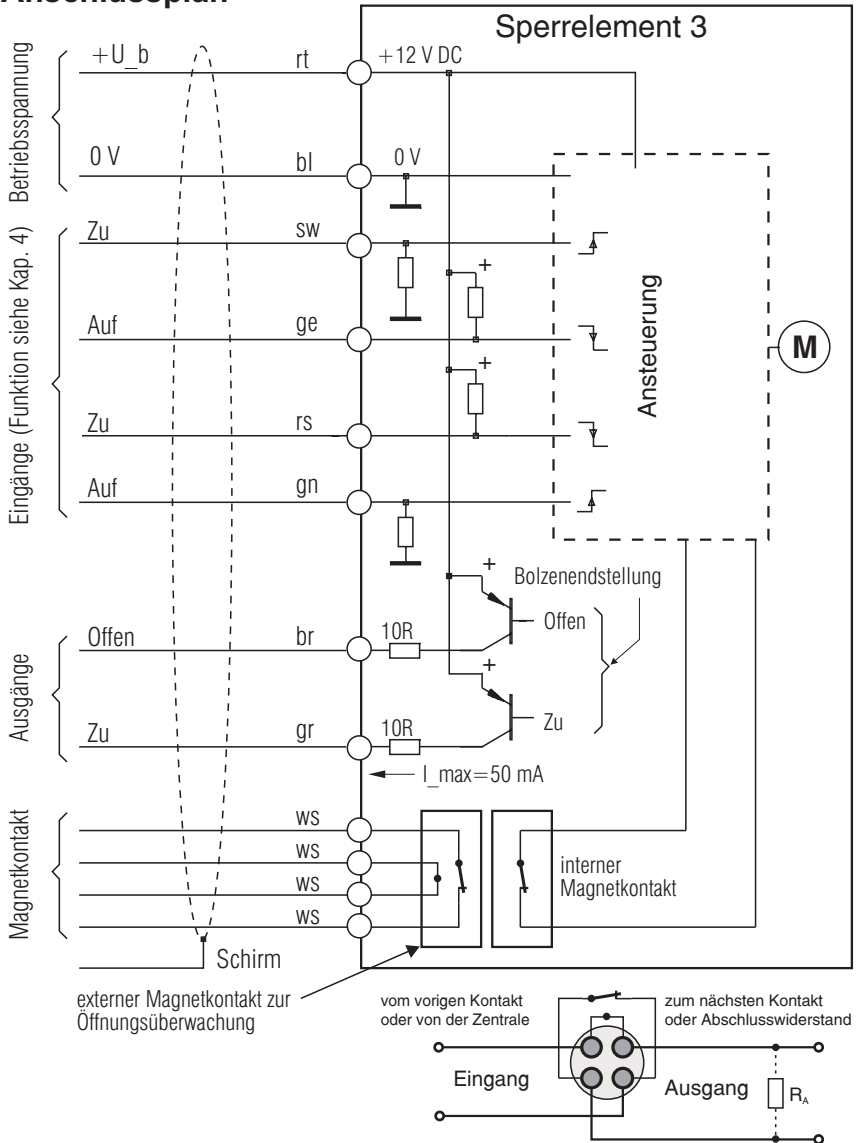 Anschlussplan
Sperrelement 3
Betriebsspannung
+U_b rt +12 V DC
0 V bl 0 V
Eingänge (Funktion siehe Kap. 4)
Zu sw
+
Auf ge
+
Zu rs
Auf gn
Ansteuerung
M
Ausgänge
+
Bolzenendstellung
Offen br 10R Offen
+
Zu gr 10R Zu
I_max=50 mA
Magnetkontakt
ws
ws
ws
ws
interner
Magnetkontakt
Schirm
externer Magnetkontakt zur
Öffnungsüberwachung
vom vorigen Kontakt
oder von der Zentrale
zum nächsten Kontakt
oder Abschlusswiderstand
Eingang
Ausgang
RA